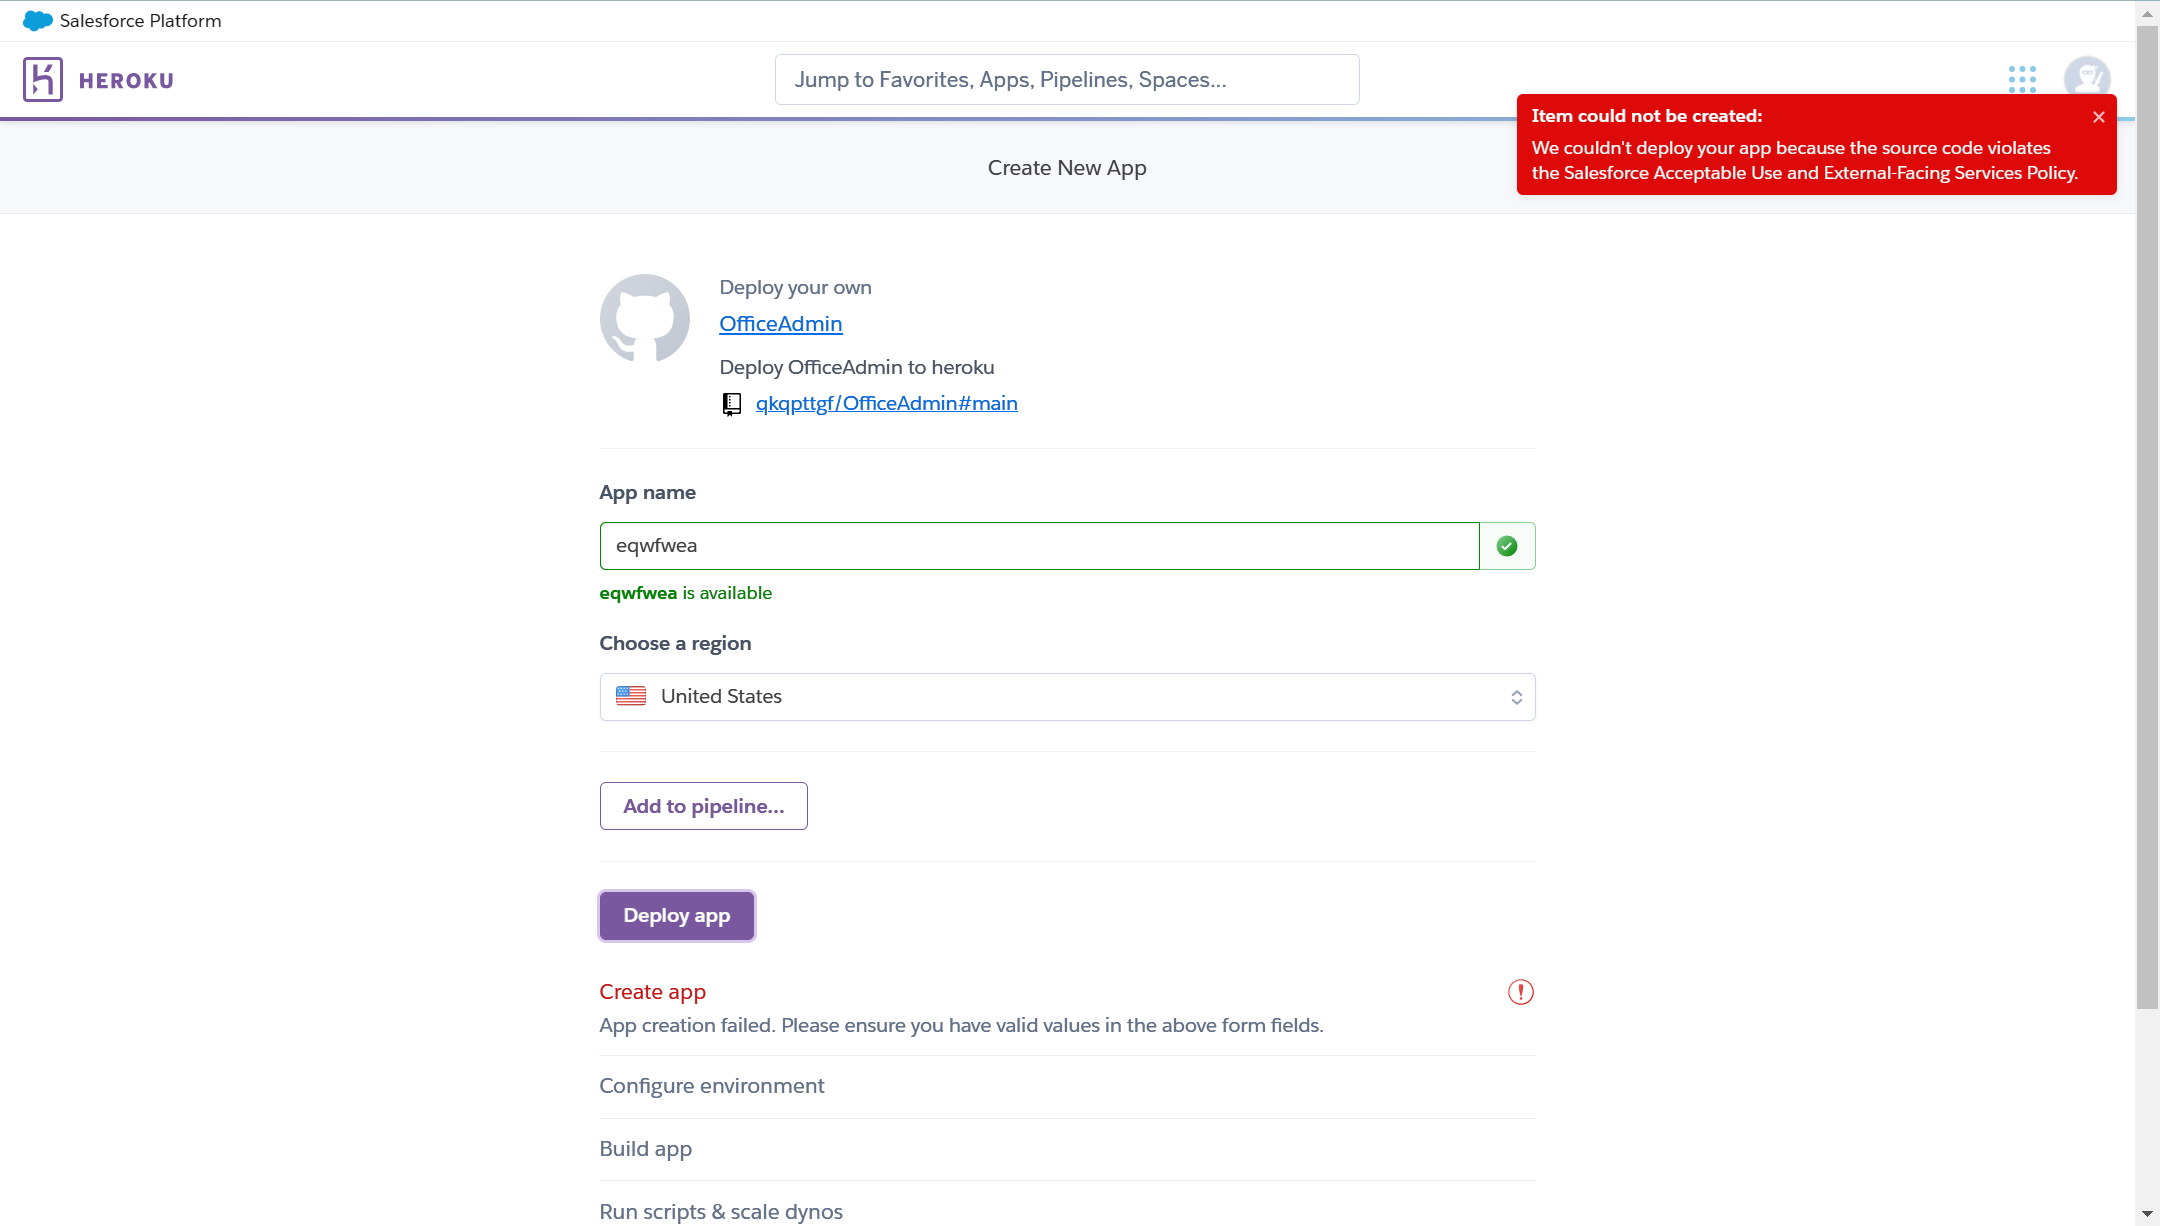 Salesforce Platform
HEROKU
Jump to Favorites, Apps, Pipelines, Spaces...
Item could not be created:
We couldn't deploy your app because the source code violates
the Salesforce Acceptable Use and External-Facing Services Policy.
Create New App
Deploy your own
OfficeAdmin
Deploy OfficeAdmin to heroku
qkqpttgf/OfficeAdmin#main
App name
eqwfwea
eqwfwea is available
Choose a region
United States
Add to pipeline...
Deploy app
Create app
App creation failed. Please ensure you have valid values in the above form fields.
Configure environment
Build app
Run scripts & scale dynos